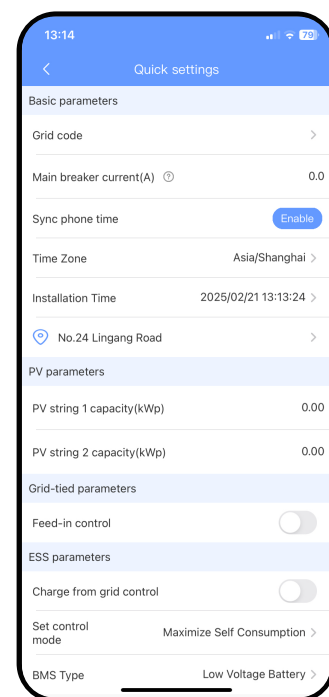 13:14
79
Quick settings
Basic parameters
Grid code
Main breaker current(A) ?
0.0
Sync phone time
Enable
Time Zone
Asia/Shanghai
Installation Time
2025/02/21 13:13:24
No.24 Lingang Road
PV parameters
PV string 1 capacity(kWp)
0.00
PV string 2 capacity(kWp)
0.00
Grid-tied parameters
Feed-in control
ESS parameters
Charge from grid control
Set control
mode
Maximize Self Consumption
BMS Type
Low Voltage Battery